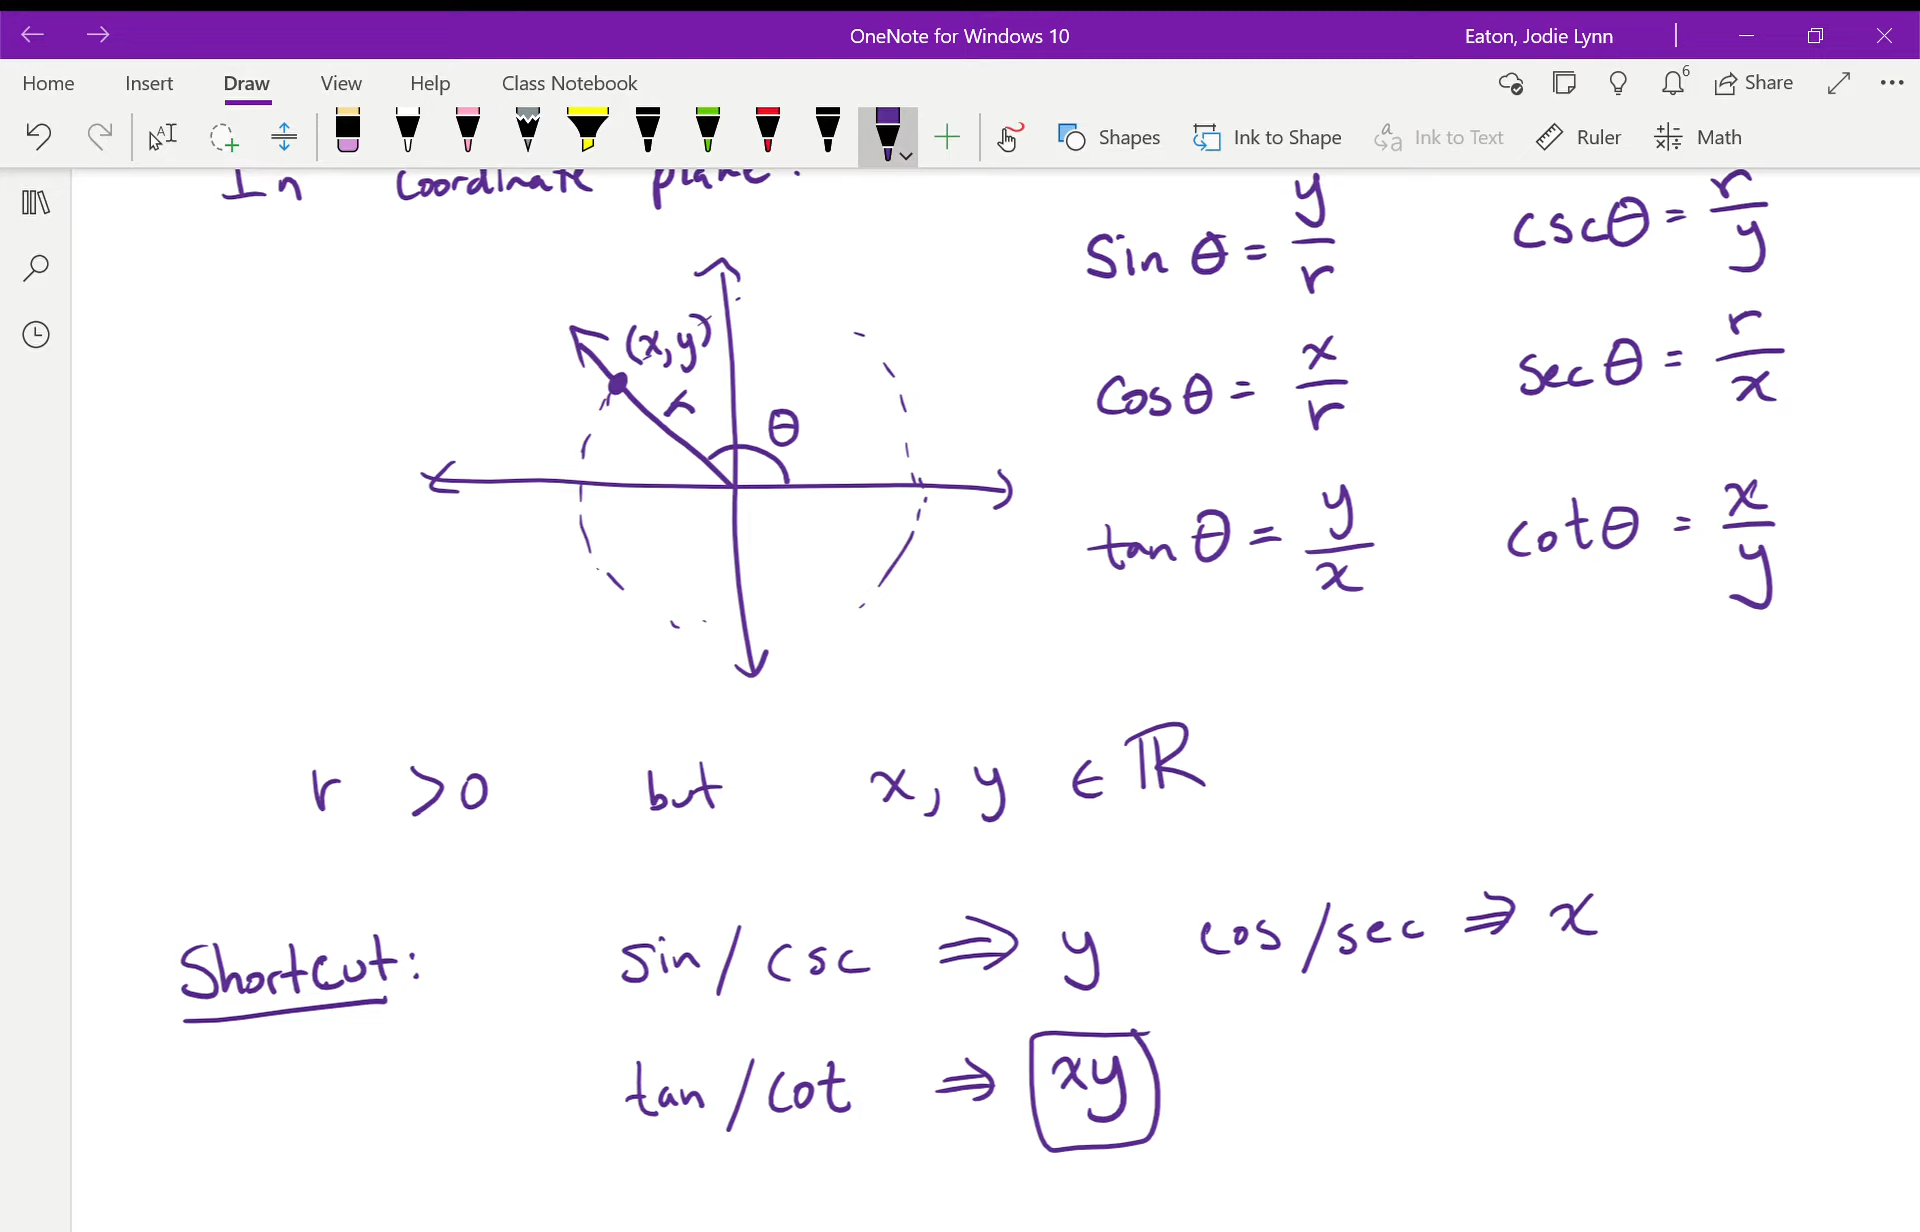 OneNote for Windows 10 Eaton, Jodie Lynn
Home Insert Draw View Help Class Notebook 6 Share
Shapes Ink to Shape Ink to Text Ruler Math
In coordinate plane:
sin θ = y/r csc θ = r/y
(x, y)
r
θ
cos θ = x/r sec θ = r/x
tan θ = y/x cot θ = x/y
r > 0 but x, y ∈ ℝ
Shortcut: sin/csc ⇒ y cos/sec ⇒ x
tan/cot ⇒ xy